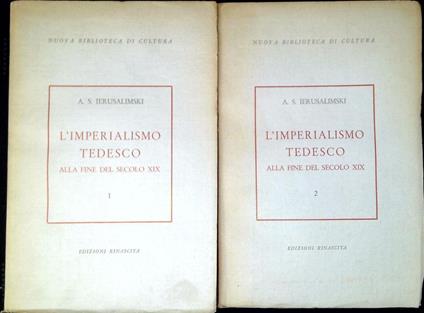 NUOVA BIBLIOTECA DI CULTURA
A. S. IERUSALIMSKI
L'IMPERIALISMO
TEDESCO
ALLA FINE DEL SECOLO XIX
1
EDIZIONI RINASCITA
NUOVA BIBLIOTECA DI CULTURA
A. S. IERUSALIMSKI
L'IMPERIALISMO
TEDESCO
ALLA FINE DEL SECOLO XIX
2
EDIZIONI RINASCITA